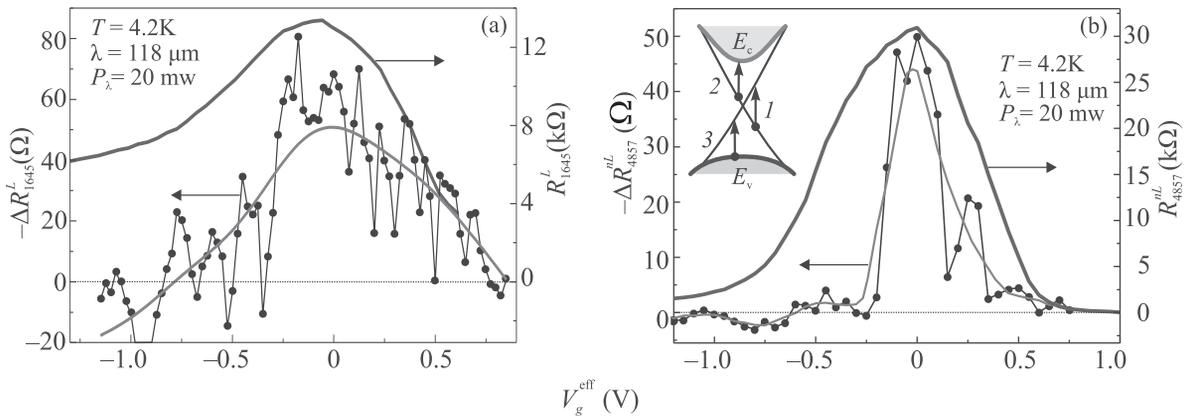 (a)
T = 4.2K
λ = 118 μm
P_λ = 20 mw
80
60
40
20
0
−20
−ΔR^L_1645 (Ω)
12
8
4
0
R^L_1645 (kΩ)
−1.0 −0.5 0 0.5
(b)
T = 4.2K
λ = 118 μm
P_λ = 20 mw
E_c
2
1
3
E_v
50
40
30
20
10
0
−ΔR^nL_4857 (Ω)
30
25
20
15
10
5
0
R^nL_4857 (kΩ)
−1.0 −0.5 0 0.5 1.0
V_g^eff (V)